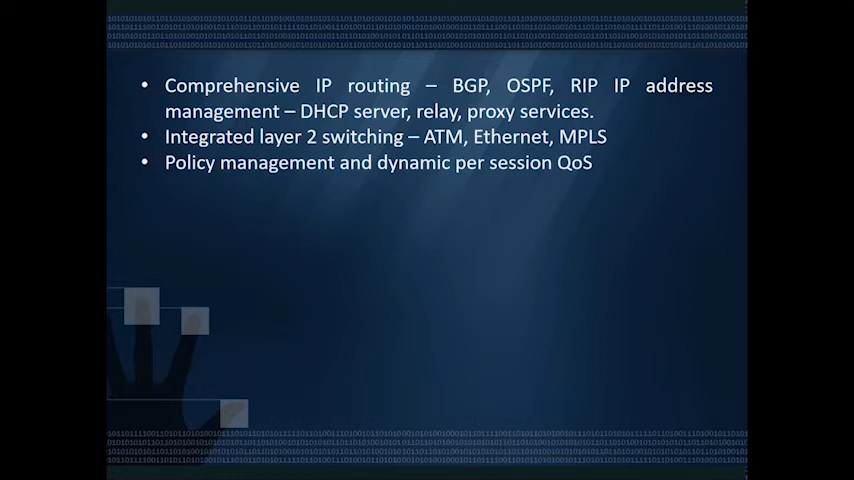 • Comprehensive IP routing – BGP, OSPF, RIP IP address
management – DHCP server, relay, proxy services.
• Integrated layer 2 switching – ATM, Ethernet, MPLS
• Policy management and dynamic per session QoS